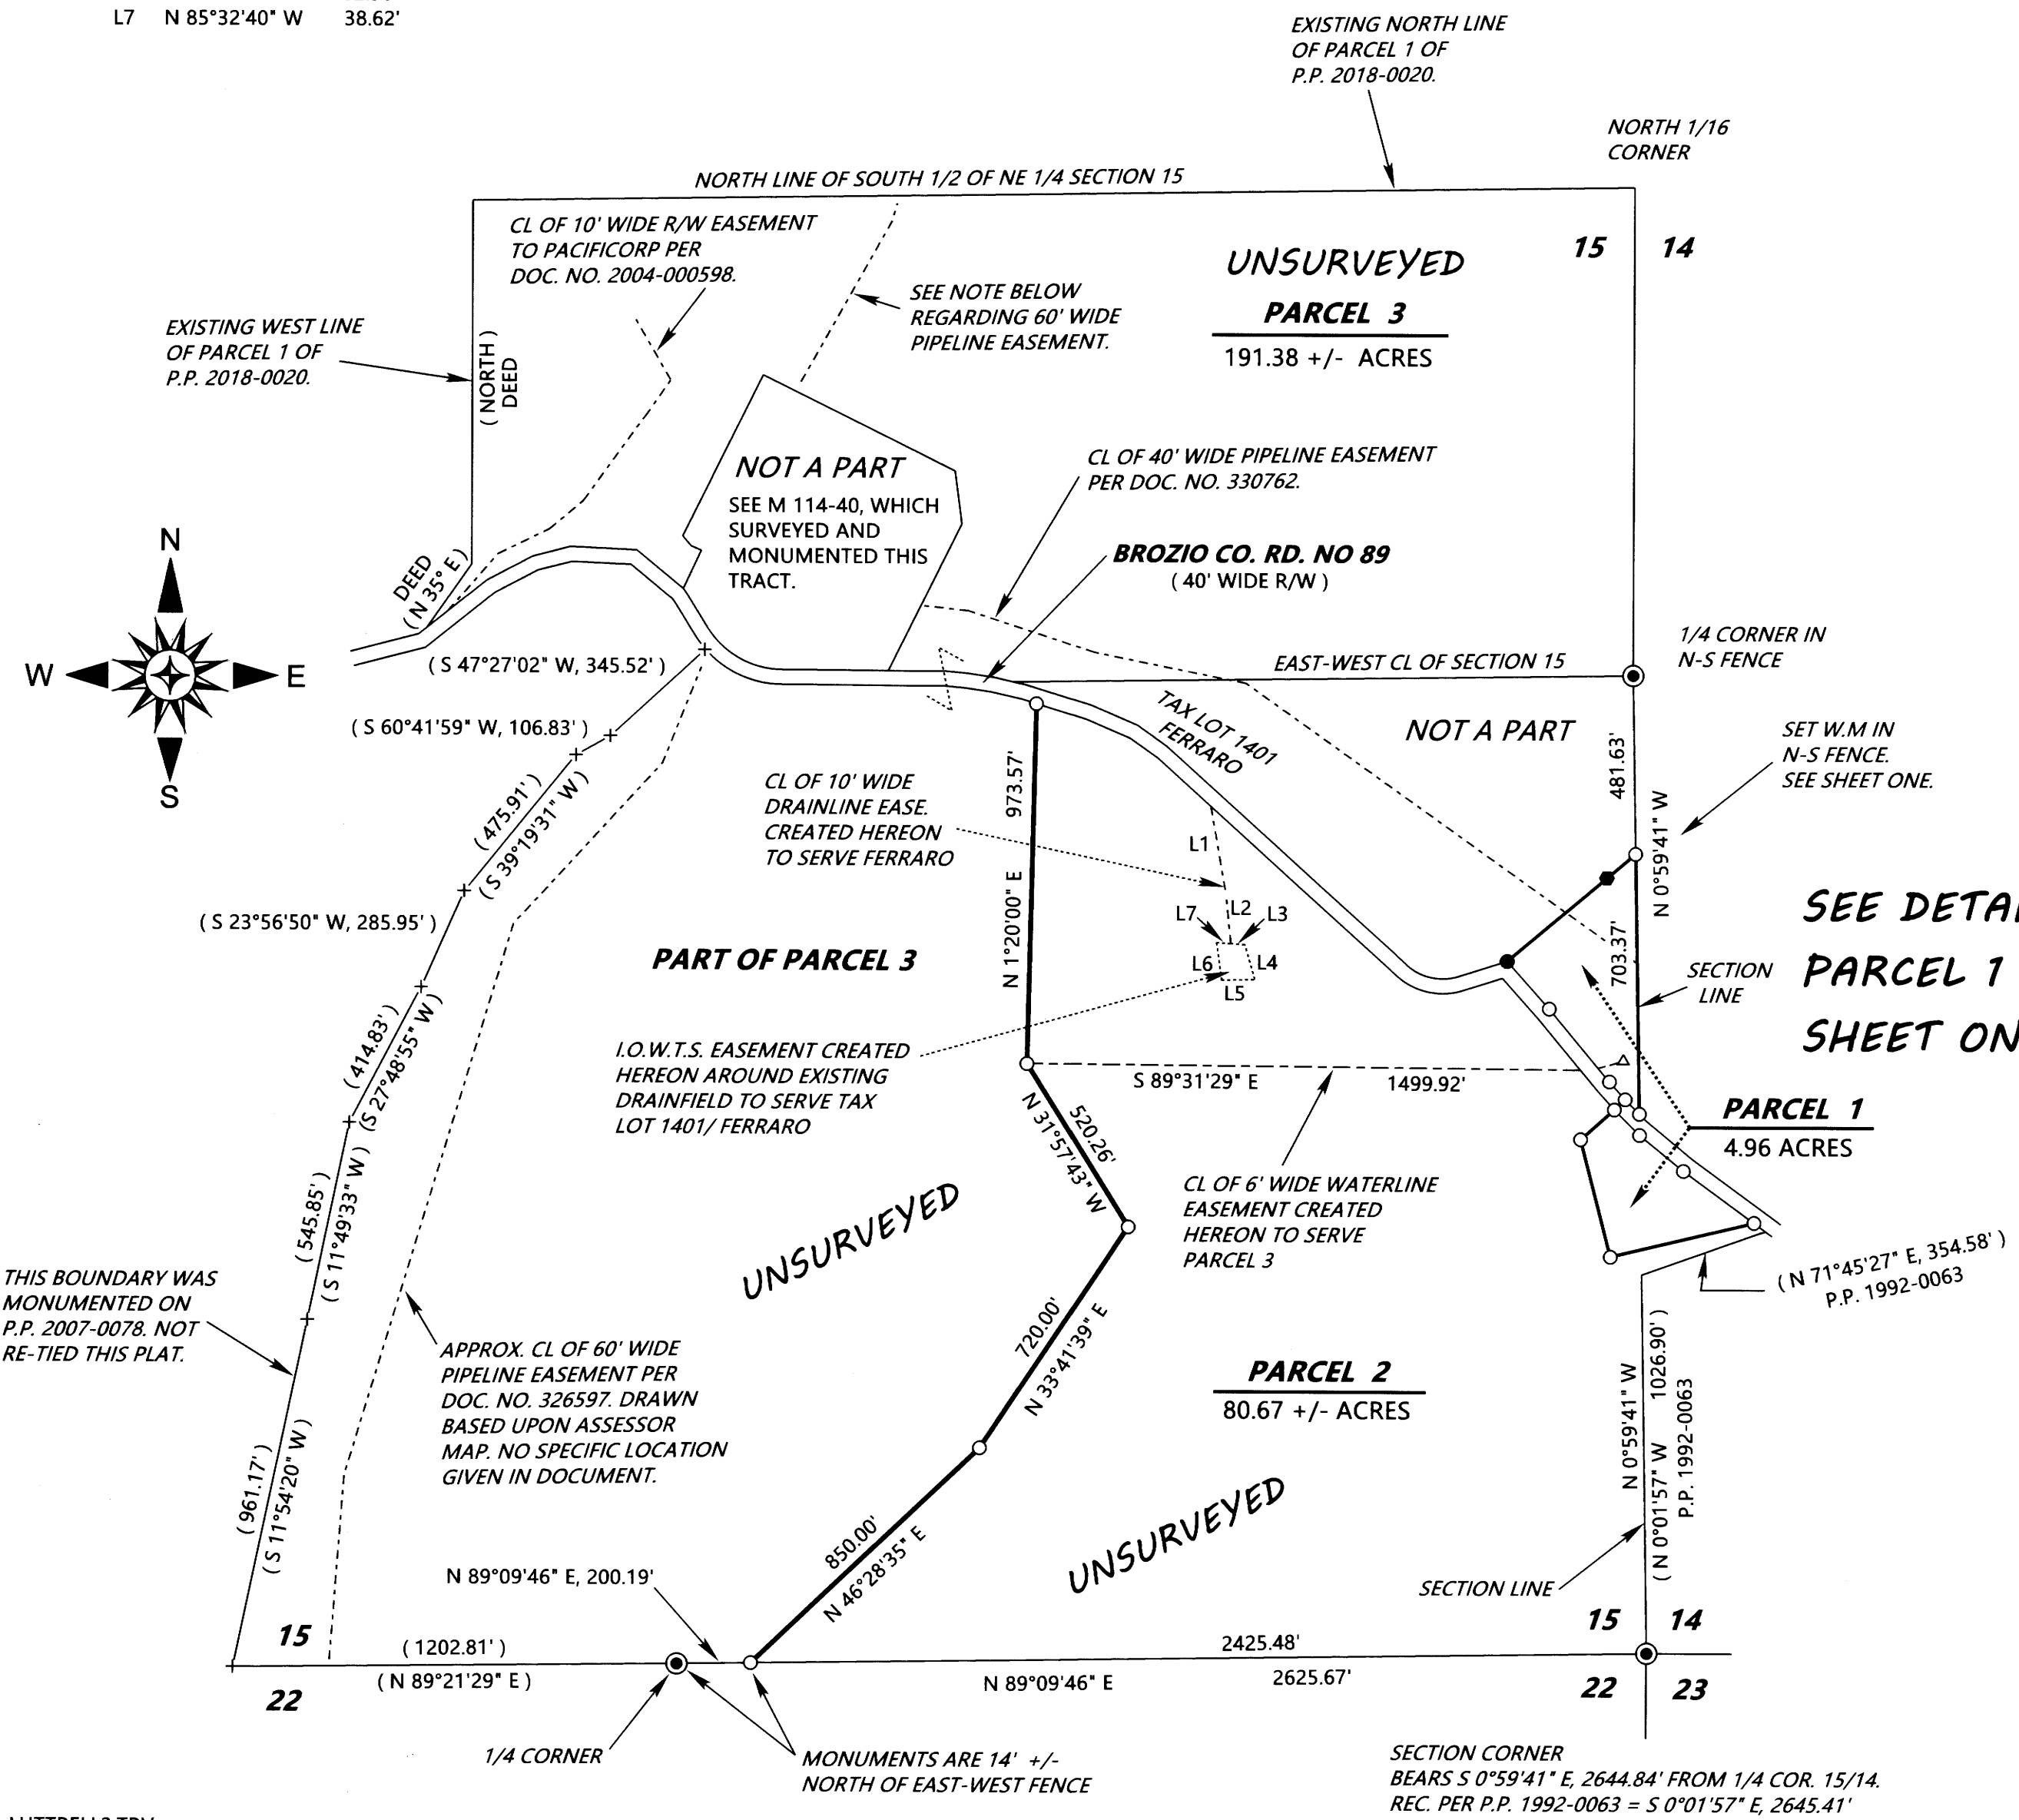 L7 N 85°32'40" W 38.62'
EXISTING NORTH LINE
OF PARCEL 1 OF
P.P. 2018-0020.
NORTH 1/16
CORNER
NORTH LINE OF SOUTH 1/2 OF NE 1/4 SECTION 15
CL OF 10' WIDE R/W EASEMENT
TO PACIFICORP PER
DOC. NO. 2004-000598.
UNSURVEYED
PARCEL 3
191.38 +/- ACRES
15
14
SEE NOTE BELOW
REGARDING 60' WIDE
PIPELINE EASEMENT.
EXISTING WEST LINE
OF PARCEL 1 OF
P.P. 2018-0020.
( NORTH )
DEED
NOT A PART
SEE M 114-40, WHICH
SURVEYED AND
MONUMENTED THIS
TRACT.
CL OF 40' WIDE PIPELINE EASEMENT
PER DOC. NO. 330762.
BROZIO CO. RD. NO 89
( 40' WIDE R/W )
DEED
( N 35° E )
N
W
E
S
1/4 CORNER IN
N-S FENCE
EAST-WEST CL OF SECTION 15
( S 47°27'02" W, 345.52' )
( S 60°41'59" W, 106.83' )
TAX LOT 1401
FERRARO
NOT A PART
SET W.M IN
N-S FENCE.
SEE SHEET ONE.
481.63'
N 0°59'41" W
973.57'
N 1°20'00" E
CL OF 10' WIDE
DRAINLINE EASE.
CREATED HEREON
TO SERVE FERRARO
( 475.91' )
( S 39°19'31" W )
L1
L2
L3
L7
L6
L4
L5
( S 23°56'50" W, 285.95' )
PART OF PARCEL 3
703.37'
SECTION
LINE
SEE DETA
PARCEL 1
SHEET ON
( 414.83' )
( S 27°48'55" W )
I.O.W.T.S. EASEMENT CREATED
HEREON AROUND EXISTING
DRAINFIELD TO SERVE TAX
LOT 1401/ FERRARO
S 89°31'29" E 1499.92'
PARCEL 1
4.96 ACRES
520.26'
N 31°57'43" W
CL OF 6' WIDE WATERLINE
EASEMENT CREATED
HEREON TO SERVE
PARCEL 3
UNSURVEYED
( 545.85' )
( S 11°49'33" W )
( N 71°45'27" E, 354.58' )
P.P. 1992-0063
THIS BOUNDARY WAS
MONUMENTED ON
P.P. 2007-0078. NOT
RE-TIED THIS PLAT.
APPROX. CL OF 60' WIDE
PIPELINE EASEMENT PER
DOC. NO. 326597. DRAWN
BASED UPON ASSESSOR
MAP. NO SPECIFIC LOCATION
GIVEN IN DOCUMENT.
720.00'
N 33°41'39" E
PARCEL 2
80.67 +/- ACRES
N 0°59'41" W
( N 0°01'57" W 1026.90' )
P.P. 1992-0063
( 961.17' )
( S 11°54'20" W )
850.00'
N 46°28'35" E
UNSURVEYED
N 89°09'46" E, 200.19'
SECTION LINE
15
( 1202.81' )
( N 89°21'29" E )
22
2425.48'
N 89°09'46" E 2625.67'
15
14
22
23
1/4 CORNER
MONUMENTS ARE 14' +/-
NORTH OF EAST-WEST FENCE
SECTION CORNER
BEARS S 0°59'41" E, 2644.84' FROM 1/4 COR. 15/14.
REC. PER P.P. 1992-0063 = S 0°01'57" E, 2645.41'